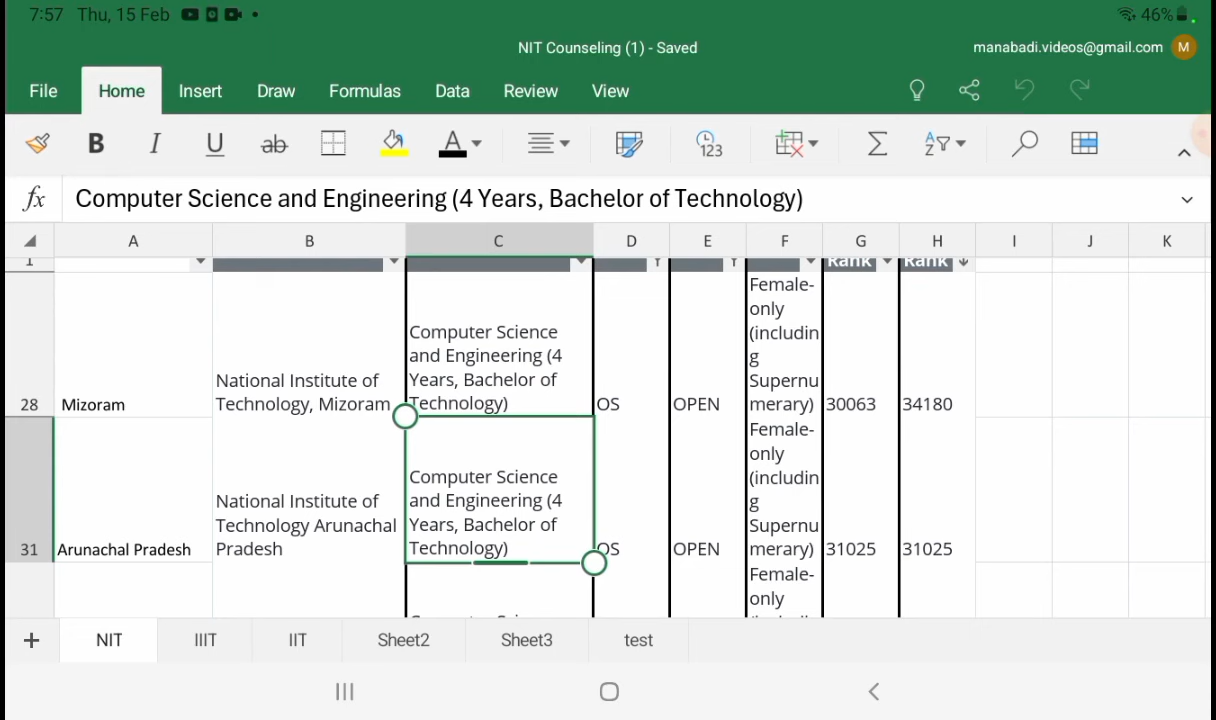 7:57 Thu, 15 Feb
46%
NIT Counseling (1) - Saved
manabadi.videos@gmail.com M
File Home Insert Draw Formulas Data Review View
B I U ab A 123 A Z
fx Computer Science and Engineering (4 Years, Bachelor of Technology)
A B C D E F G H I J K
1
Rank Rank
28
Mizoram
National Institute of
Technology, Mizoram
Computer Science
and Engineering (4
Years, Bachelor of
Technology)
OS
OPEN
Female-
only
(includin
g
Supernu
merary)
30063
34180
31
Arunachal Pradesh
National Institute of
Technology Arunachal
Pradesh
Computer Science
and Engineering (4
Years, Bachelor of
Technology)
OS
OPEN
Female-
only
(includin
g
Supernu
merary)
31025
31025
Female-
only
+ NIT IIIT IIT Sheet2 Sheet3 test